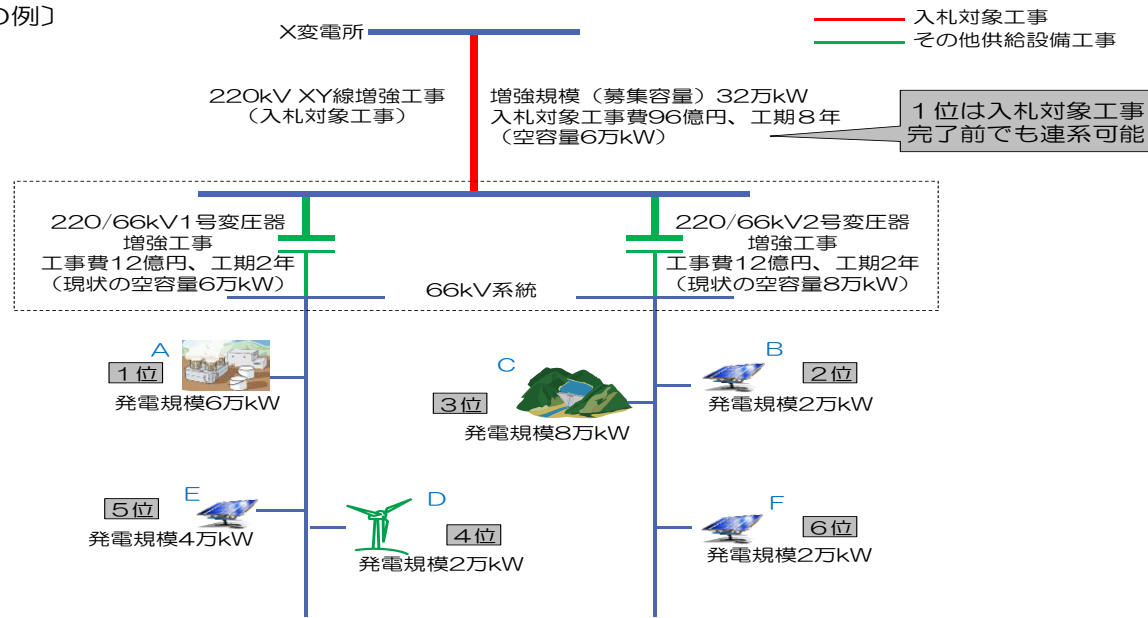 の例〕
X変電所
入札対象工事
その他供給設備工事
220kV XY線増強工事
（入札対象工事）
増強規模（募集容量）32万kW
入札対象工事費96億円、工期８年
（空容量6万kW）
１位は入札対象工事
完了前でも連系可能
220/66kV1号変圧器
増強工事
工事費12億円、工期2年
（現状の空容量6万kW）
66kV系統
220/66kV2号変圧器
増強工事
工事費12億円、工期2年
（現状の空容量8万kW）
A
１位
発電規模6万kW
C
３位
発電規模8万kW
B
２位
発電規模2万kW
E
５位
発電規模4万kW
D
４位
発電規模2万kW
F
６位
発電規模2万kW